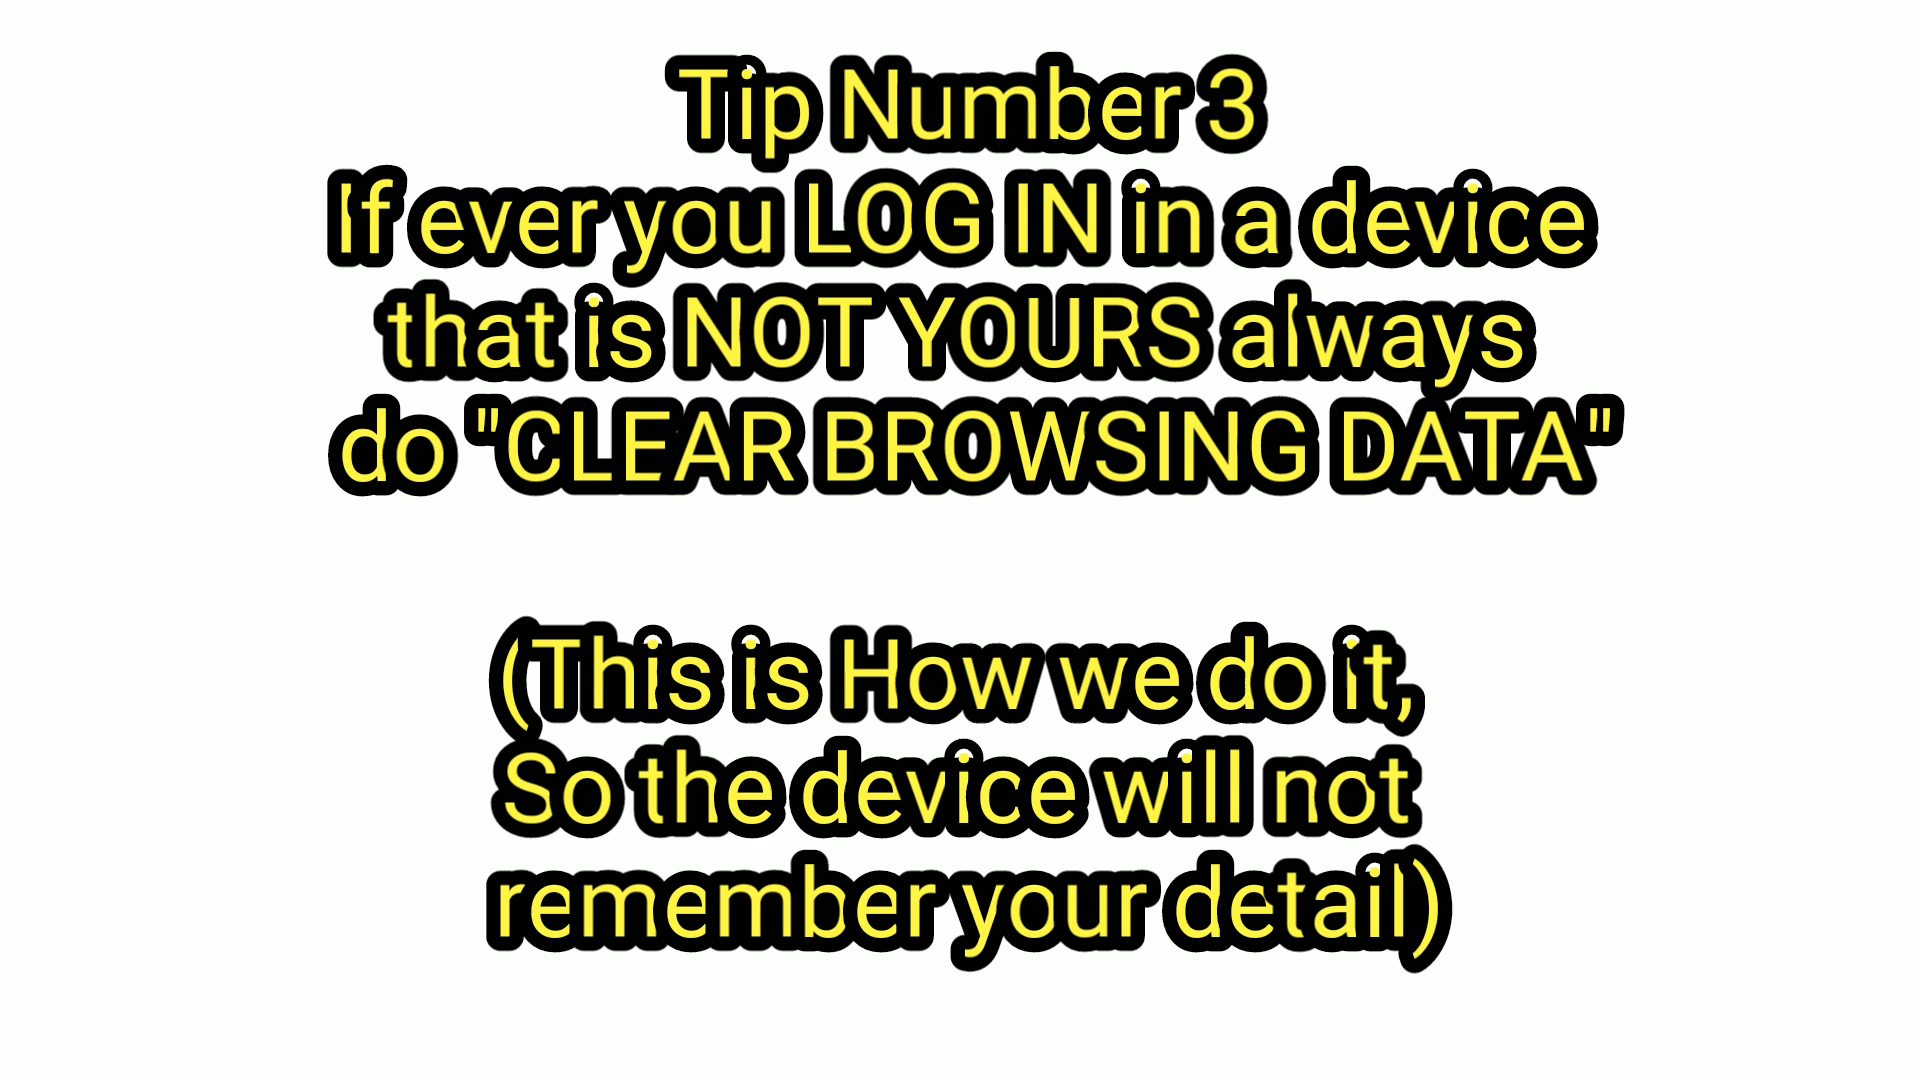 Tip Number 3
If ever you LOG IN in a device
that is NOT YOURS always
do "CLEAR BROWSING DATA"
(This is How we do it,
So the device will not
remember your detail)